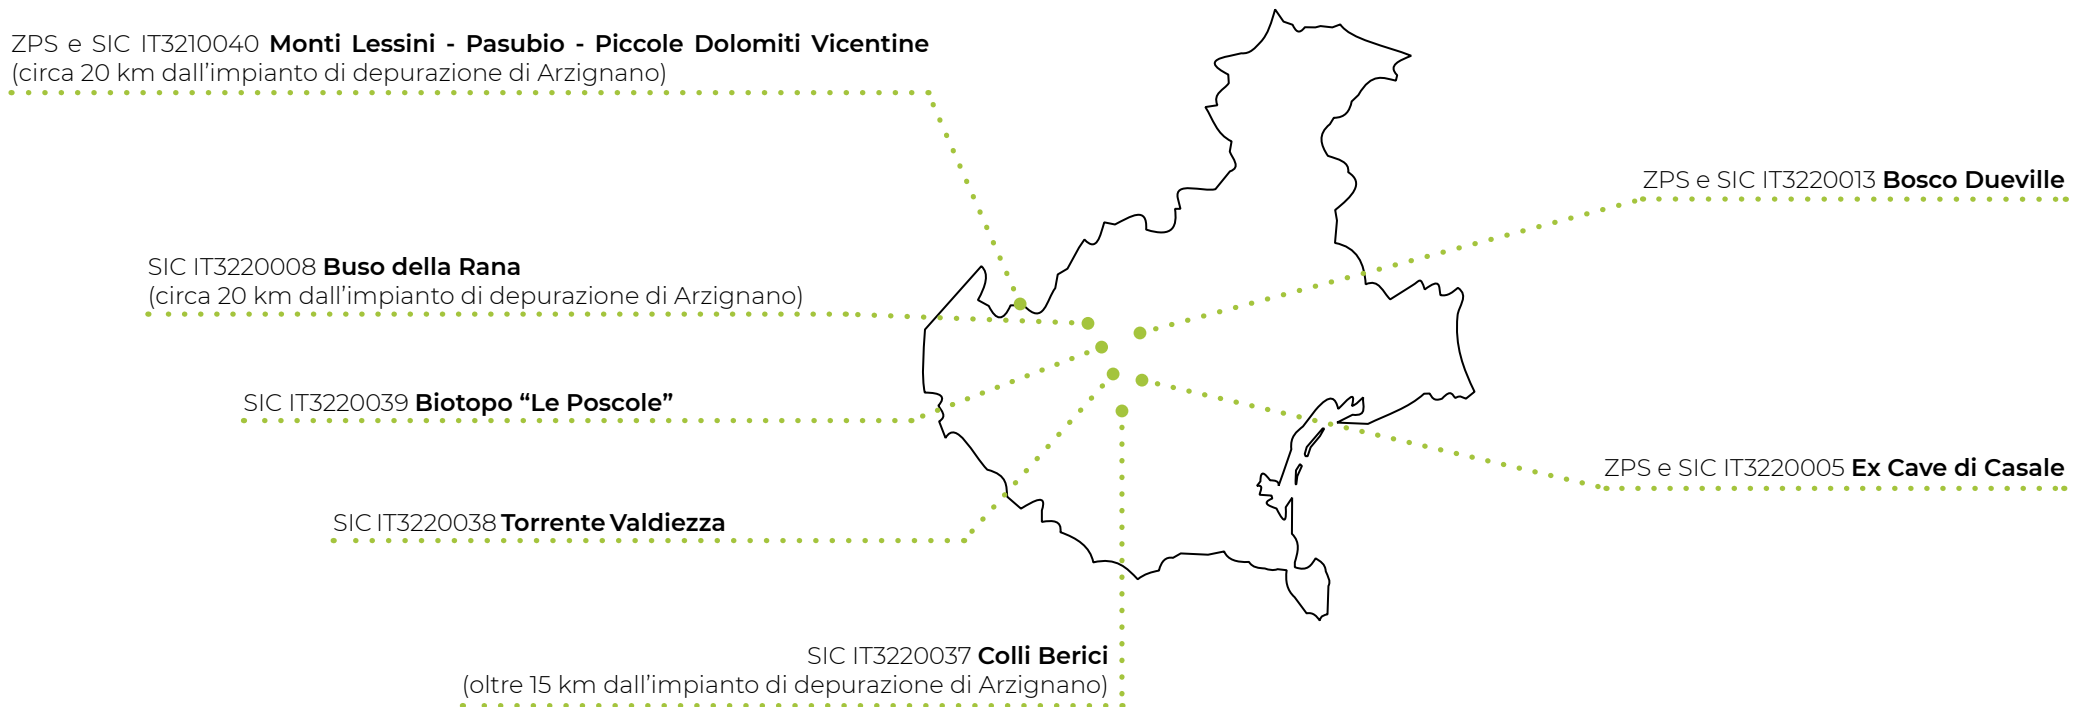 ZPS e SIC IT3210040 Monti Lessini - Pasubio - Piccole Dolomiti Vicentine
(circa 20 km dall’impianto di depurazione di Arzignano)
ZPS e SIC IT3220013 Bosco Dueville
SIC IT3220008 Buso della Rana
(circa 20 km dall’impianto di depurazione di Arzignano)
SIC IT3220039 Biotopo “Le Poscole”
ZPS e SIC IT3220005 Ex Cave di Casale
SIC IT3220038 Torrente Valdiezza
SIC IT3220037 Colli Berici
(oltre 15 km dall’impianto di depurazione di Arzignano)